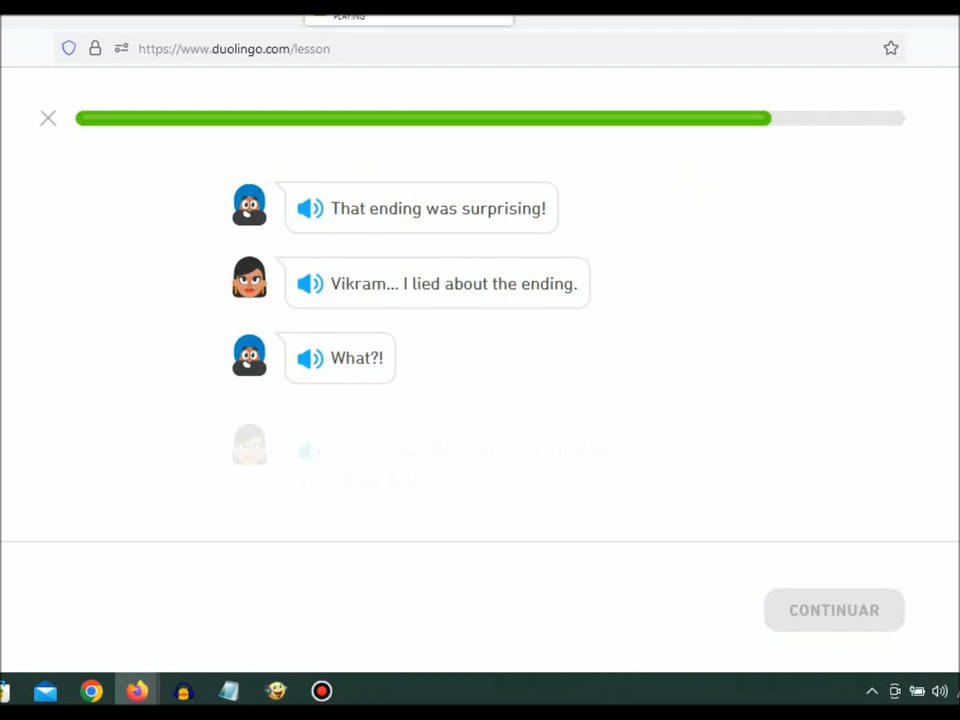 PLAYING
https://www.duolingo.com/lesson
That ending was surprising!
Vikram... I lied about the ending.
What?!
CONTINUAR